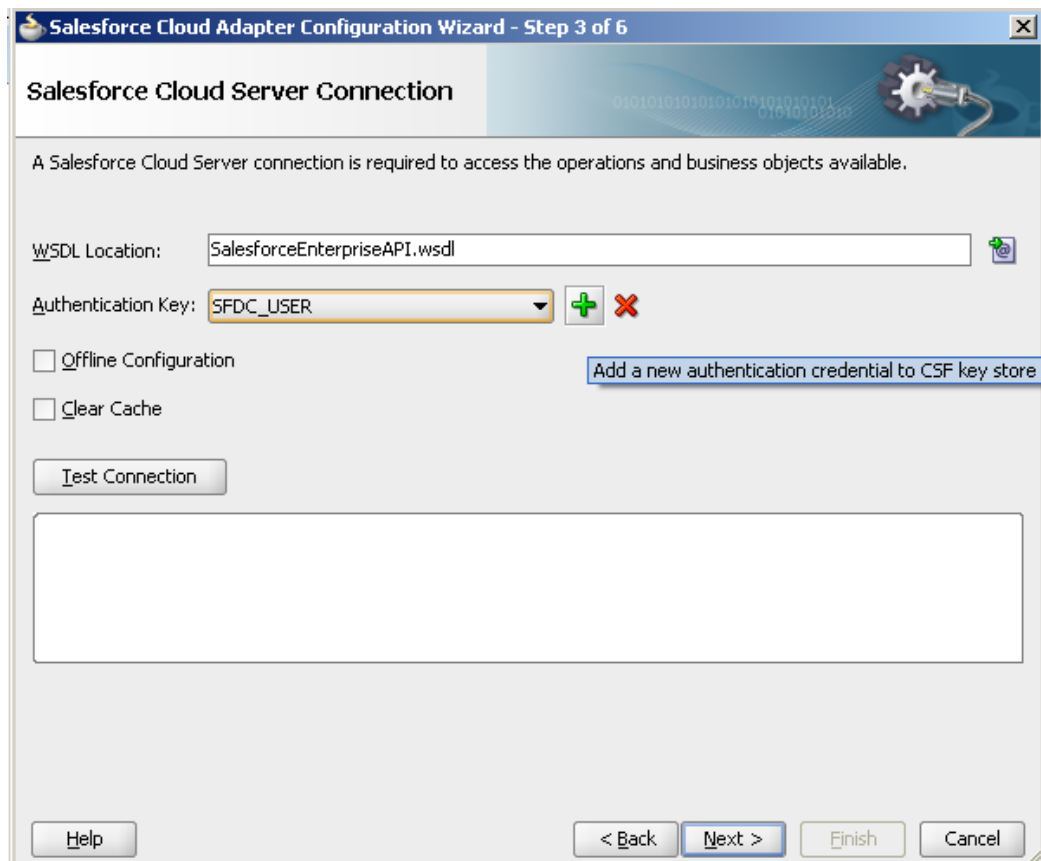 Salesforce Cloud Adapter Configuration Wizard - Step 3 of 6
Salesforce Cloud Server Connection
A Salesforce Cloud Server connection is required to access the operations and business objects available.
WSDL Location: SalesforceEnterpriseAPI.wsdl
Authentication Key: SFDC_USER
Offline Configuration
Add a new authentication credential to CSF key store
Clear Cache
Test Connection
Help < Back Next > Finish Cancel